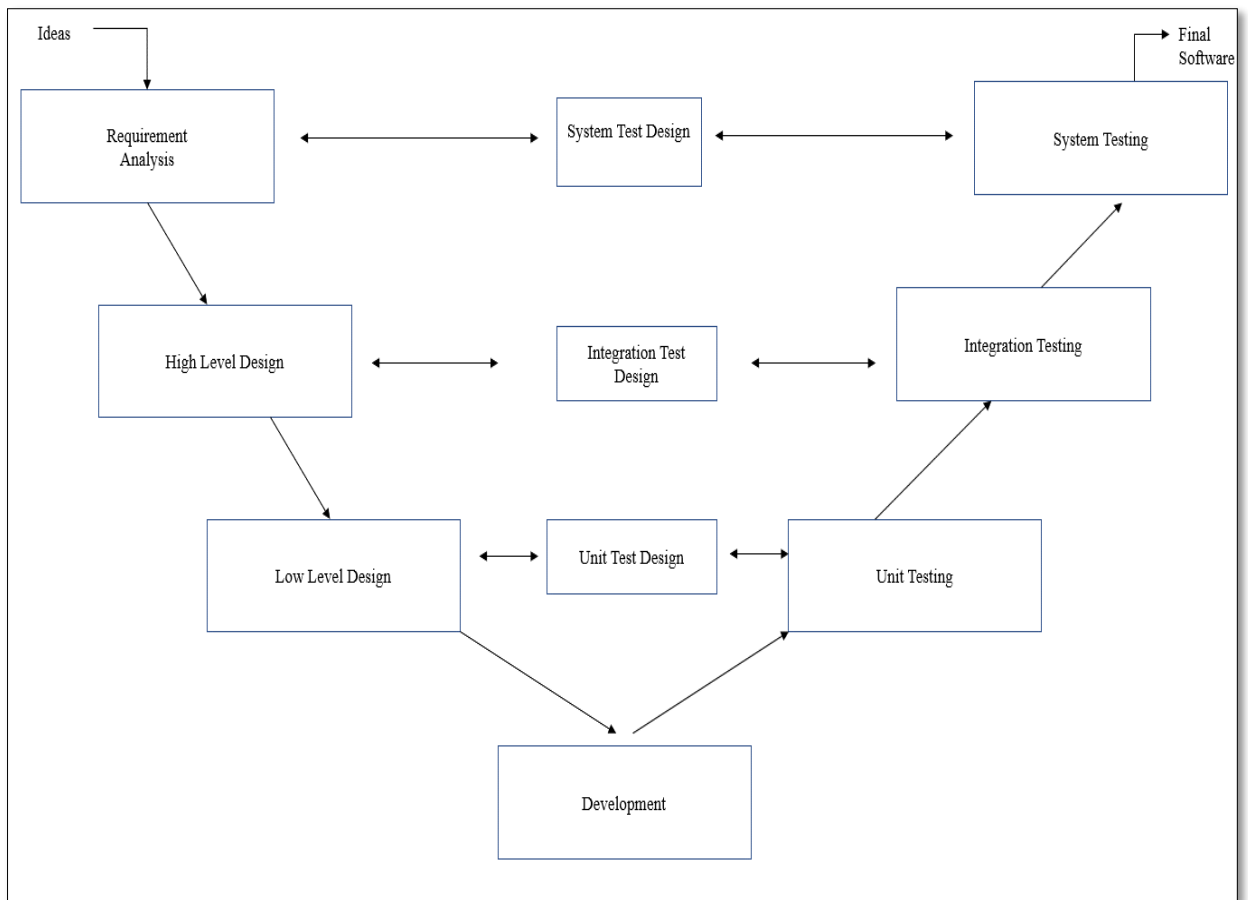 Ideas
Final
Software
Requirement
Analysis
System Test Design
System Testing
High Level Design
Integration Test
Design
Integration Testing
Low Level Design
Unit Test Design
Unit Testing
Development